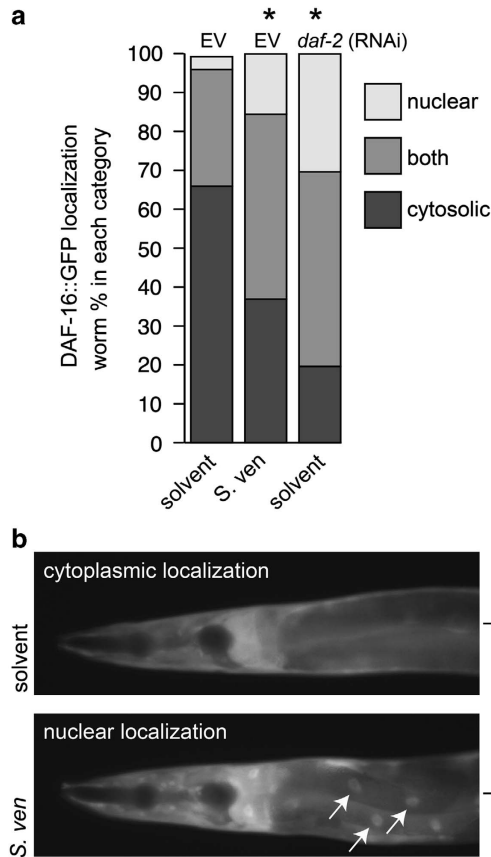 a
* *
EV EV daf-2 (RNAi)
100
90
80
70
60
50
40
30
20
10
0
DAF-16::GFP localization
worm % in each category
nuclear
both
cytosolic
solvent
S. ven
solvent
b
cytoplasmic localization
solvent
nuclear localization
S. ven